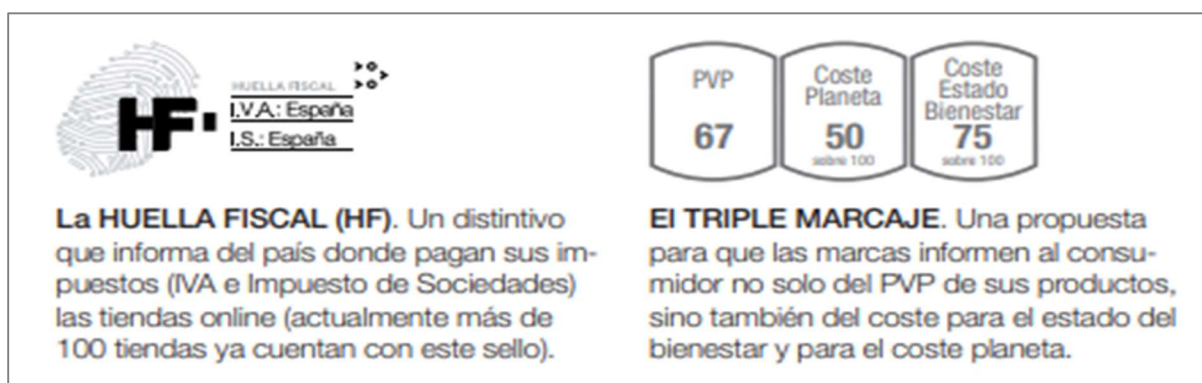 HF.
HUELLA FISCAL
I.V.A.: España
I.S.: España
La HUELLA FISCAL (HF). Un distintivo
que informa del país donde pagan sus im-
puestos (IVA e Impuesto de Sociedades)
las tiendas online (actualmente más de
100 tiendas ya cuentan con este sello).
PVP
67
Coste
Planeta
50
sobre 100
Coste
Estado
Bienestar
75
sobre 100
El TRIPLE MARCAJE. Una propuesta
para que las marcas informen al consu-
midor no solo del PVP de sus productos,
sino también del coste para el estado del
bienestar y para el coste planeta.